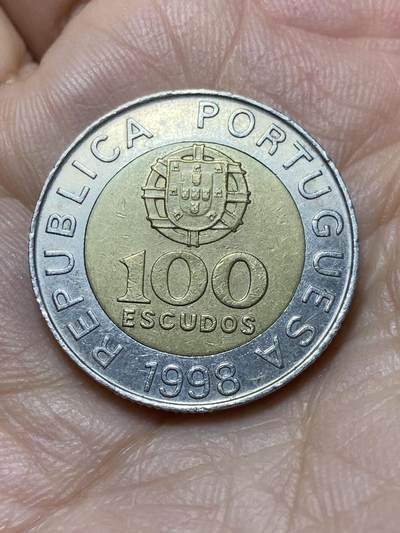 REPUBLICA PORTUGUESA
100
ESCUDOS
1998